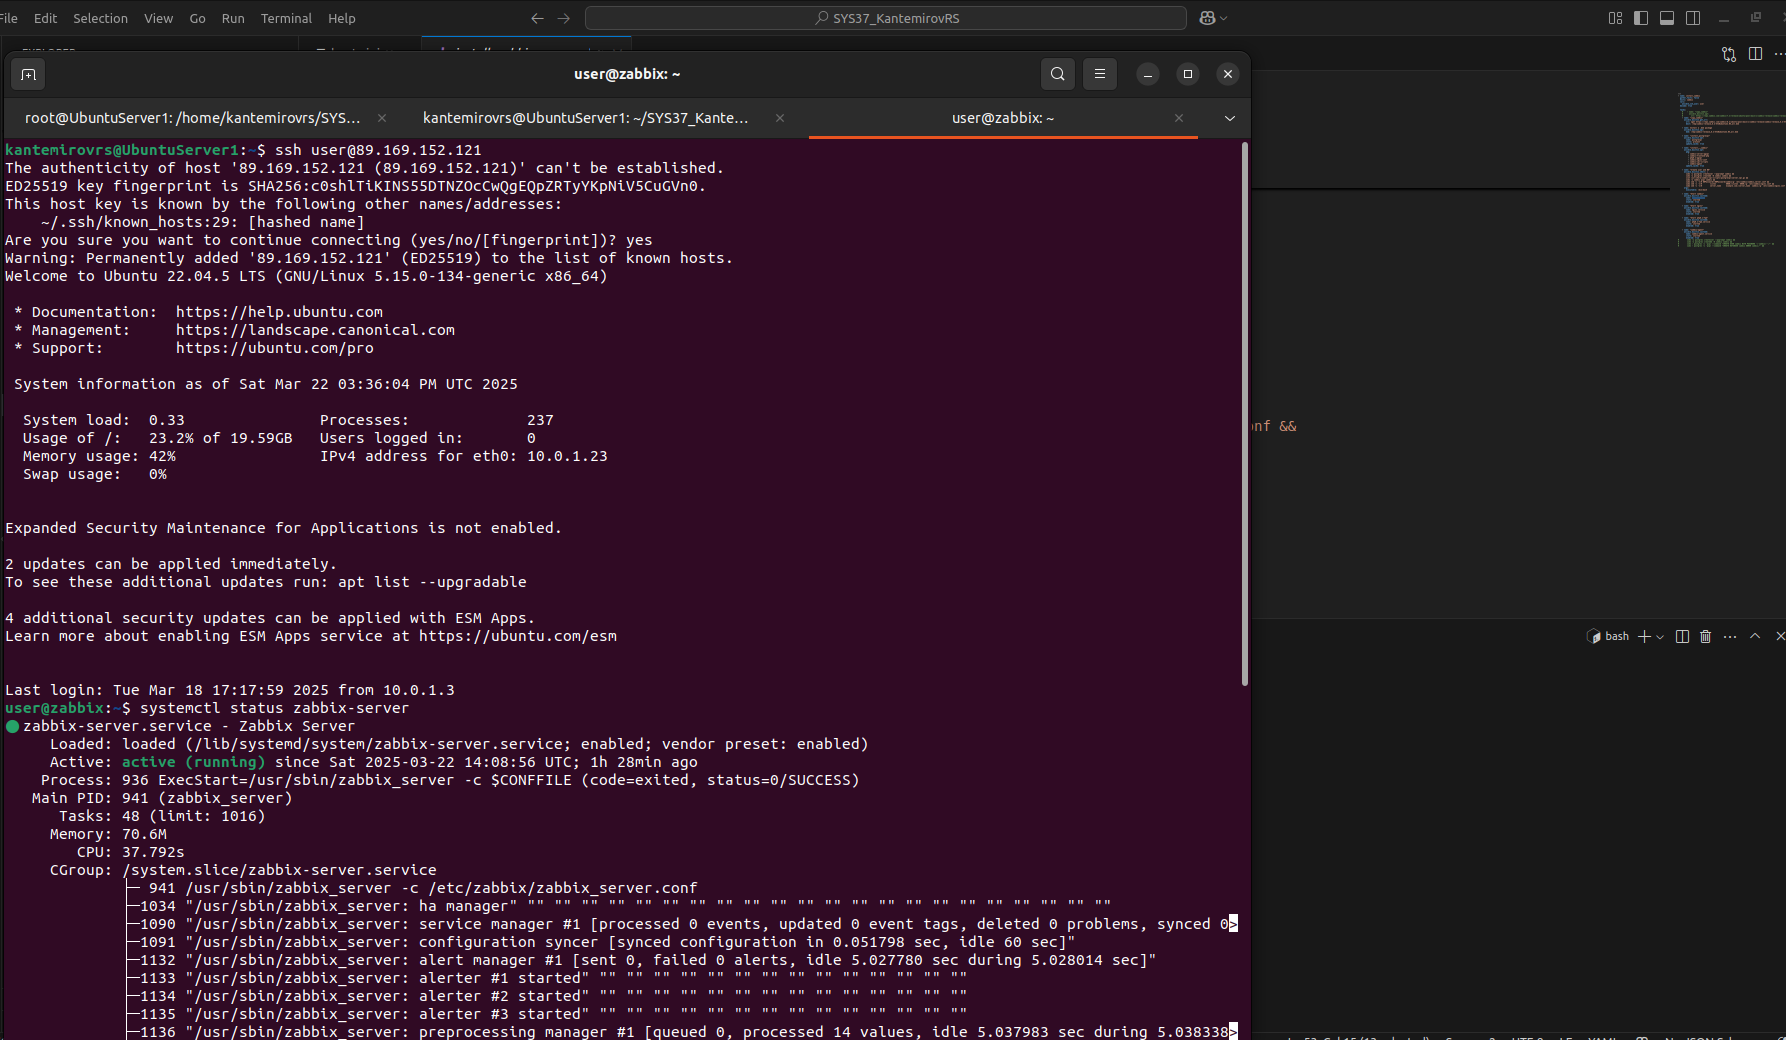 File Edit Selection View Go Run Terminal Help
SYS37_KantemirovRS
user@zabbix: ~
root@UbuntuServer1: /home/kantemirovrs/SYS...
kantemirovrs@UbuntuServer1: ~/SYS37_Kante...
user@zabbix: ~
kantemirovrs@UbuntuServer1:~$ ssh user@89.169.152.121
The authenticity of host '89.169.152.121 (89.169.152.121)' can't be established.
ED25519 key fingerprint is SHA256:c0shlTiKINS55DTNZOcCwQgEQpZRTyYKpNiV5CuGVn0.
This host key is known by the following other names/addresses:
    ~/.ssh/known_hosts:29: [hashed name]
Are you sure you want to continue connecting (yes/no/[fingerprint])? yes
Warning: Permanently added '89.169.152.121' (ED25519) to the list of known hosts.
Welcome to Ubuntu 22.04.5 LTS (GNU/Linux 5.15.0-134-generic x86_64)
 * Documentation:  https://help.ubuntu.com
 * Management:     https://landscape.canonical.com
 * Support:        https://ubuntu.com/pro
 System information as of Sat Mar 22 03:36:04 PM UTC 2025
  System load:  0.33               Processes:             237
  Usage of /:   23.2% of 19.59GB   Users logged in:       0
  Memory usage: 42%                IPv4 address for eth0: 10.0.1.23
  Swap usage:   0%
Expanded Security Maintenance for Applications is not enabled.
2 updates can be applied immediately.
To see these additional updates run: apt list --upgradable
4 additional security updates can be applied with ESM Apps.
Learn more about enabling ESM Apps service at https://ubuntu.com/esm
Last login: Tue Mar 18 17:17:59 2025 from 10.0.1.3
user@zabbix:~$ systemctl status zabbix-server
● zabbix-server.service - Zabbix Server
     Loaded: loaded (/lib/systemd/system/zabbix-server.service; enabled; vendor preset: enabled)
     Active: active (running) since Sat 2025-03-22 14:08:56 UTC; 1h 28min ago
    Process: 936 ExecStart=/usr/sbin/zabbix_server -c $CONFFILE (code=exited, status=0/SUCCESS)
   Main PID: 941 (zabbix_server)
      Tasks: 48 (limit: 1016)
     Memory: 70.6M
        CPU: 37.792s
     CGroup: /system.slice/zabbix-server.service
             ├─ 941 /usr/sbin/zabbix_server -c /etc/zabbix/zabbix_server.conf
             ├─1034 "/usr/sbin/zabbix_server: ha manager" "" "" "" "" "" "" "" "" "" "" "" "" "" "" "" "" "" "" "" "" "" ""
             ├─1090 "/usr/sbin/zabbix_server: service manager #1 [processed 0 events, updated 0 event tags, deleted 0 problems, synced 0>
             ├─1091 "/usr/sbin/zabbix_server: configuration syncer [synced configuration in 0.051798 sec, idle 60 sec]"
             ├─1132 "/usr/sbin/zabbix_server: alert manager #1 [sent 0, failed 0 alerts, idle 5.027780 sec during 5.028014 sec]"
             ├─1133 "/usr/sbin/zabbix_server: alerter #1 started" "" "" "" "" "" "" "" "" "" "" "" "" "" ""
             ├─1134 "/usr/sbin/zabbix_server: alerter #2 started" "" "" "" "" "" "" "" "" "" "" "" "" "" ""
             ├─1135 "/usr/sbin/zabbix_server: alerter #3 started" "" "" "" "" "" "" "" "" "" "" "" "" "" ""
             ├─1136 "/usr/sbin/zabbix_server: preprocessing manager #1 [queued 0, processed 14 values, idle 5.037983 sec during 5.038338>
nf &&
bash